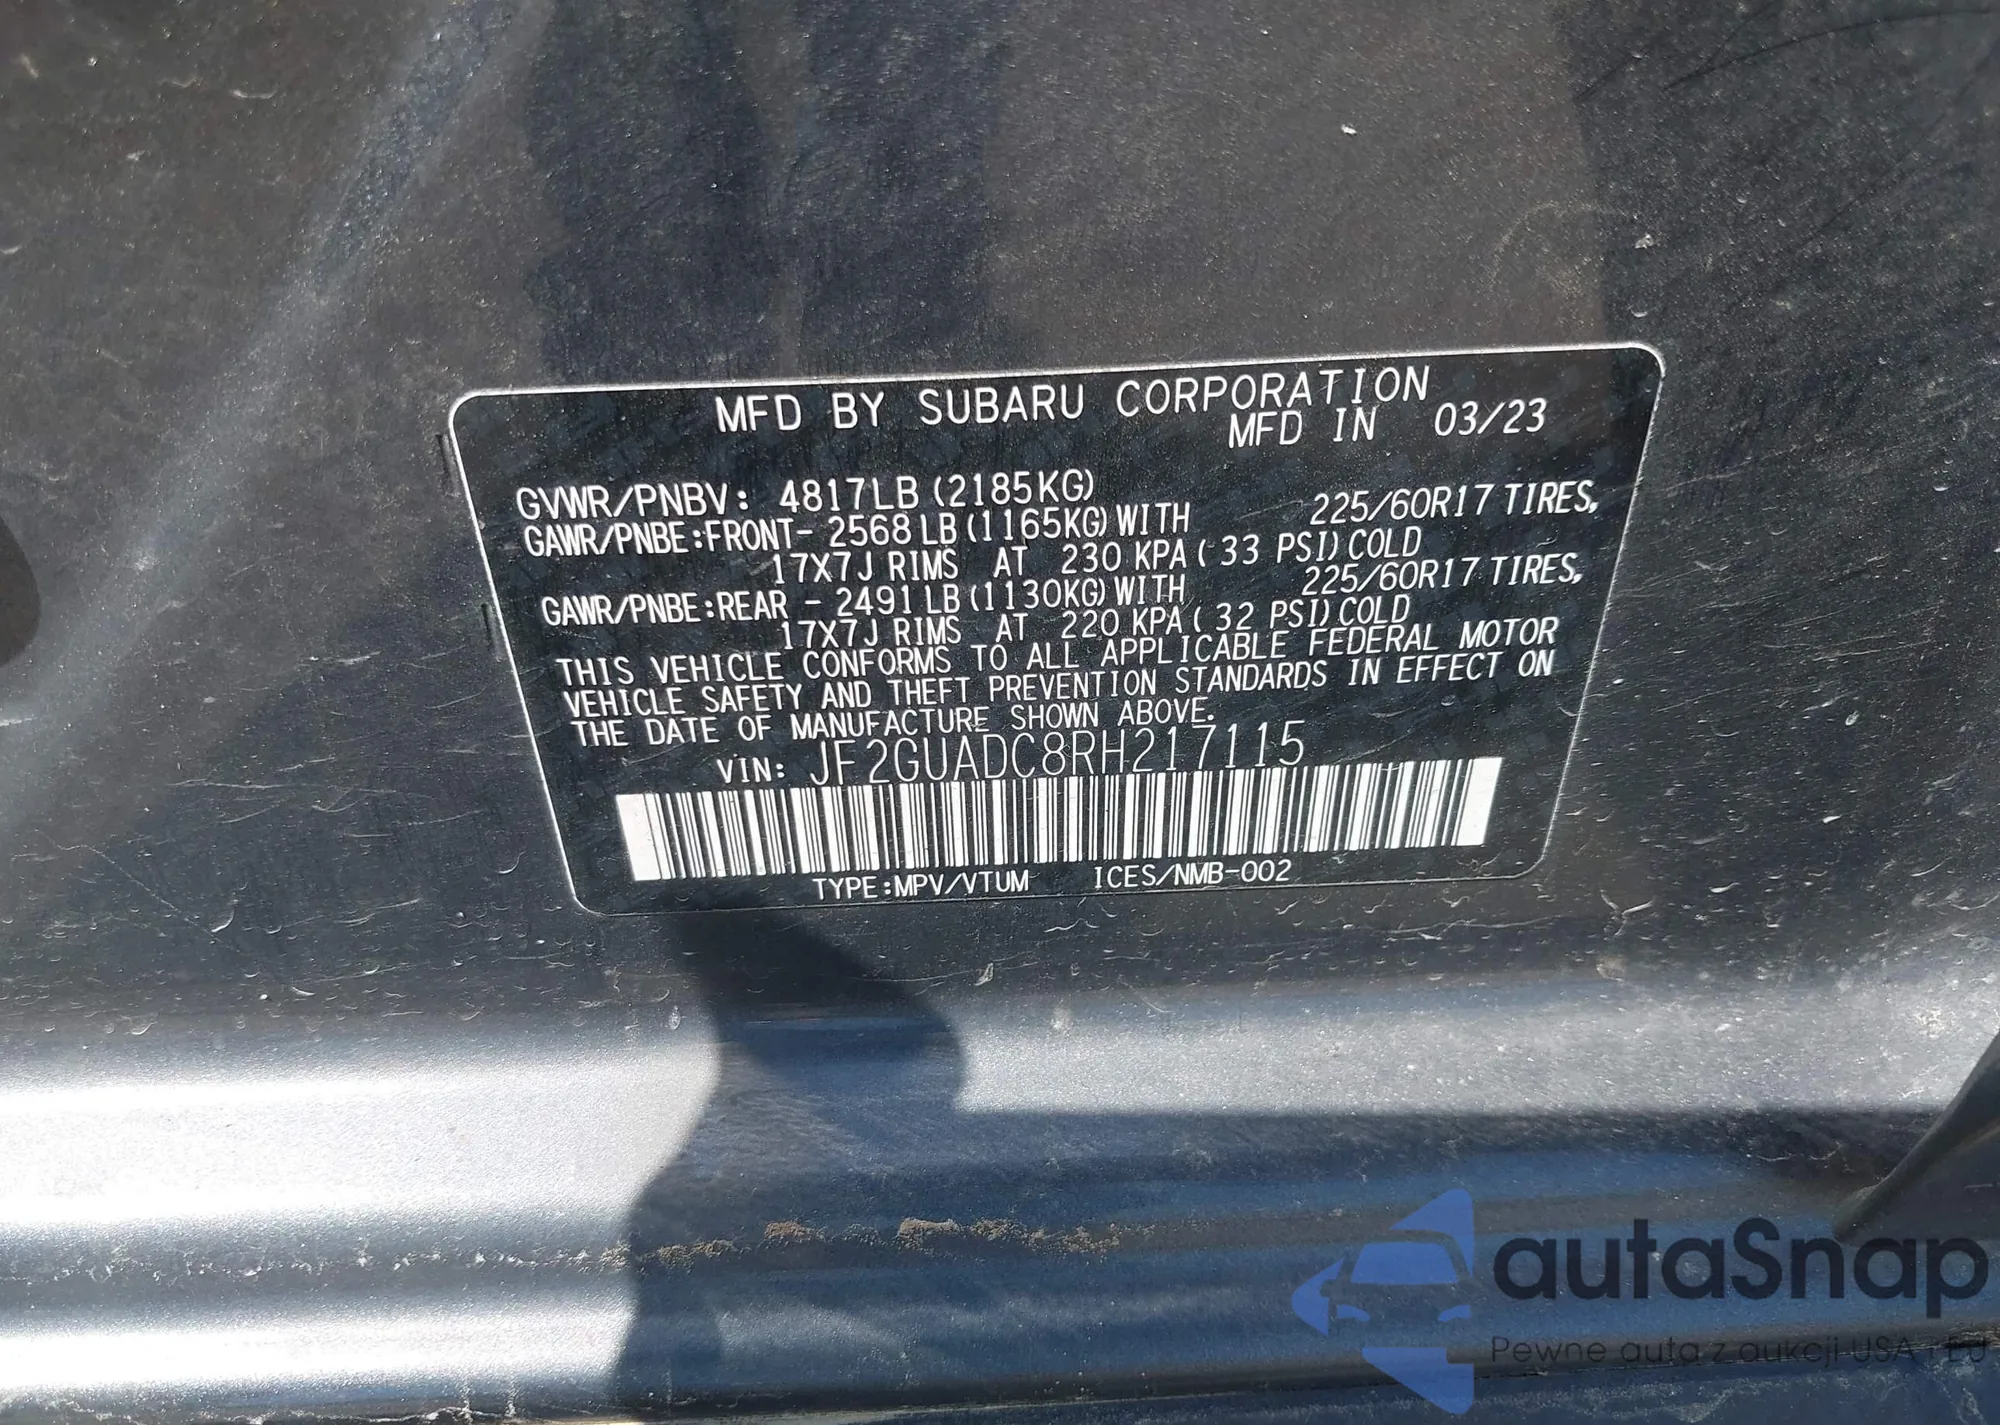 MFD BY SUBARU CORPORATION
MFD IN 03/23
GVWR/PNBV: 4817LB (2185KG)
GAWR/PNBE:FRONT- 2568 LB (1165KG) WITH 225/60R17 TIRES,
17X7J RIMS AT 230 KPA ( 33 PSI) COLD
GAWR/PNBE:REAR - 2491 LB (1130KG) WITH 225/60R17 TIRES,
17X7J RIMS AT 220 KPA ( 32 PSI) COLD
THIS VEHICLE CONFORMS TO ALL APPLICABLE FEDERAL MOTOR
VEHICLE SAFETY AND THEFT PREVENTION STANDARDS IN EFFECT ON
THE DATE OF MANUFACTURE SHOWN ABOVE.
VIN: JF2GUADC8RH217115
TYPE:MPV/VTUM ICES/NMB-002
autaSnap
Pewne auta z aukcji USA i EU